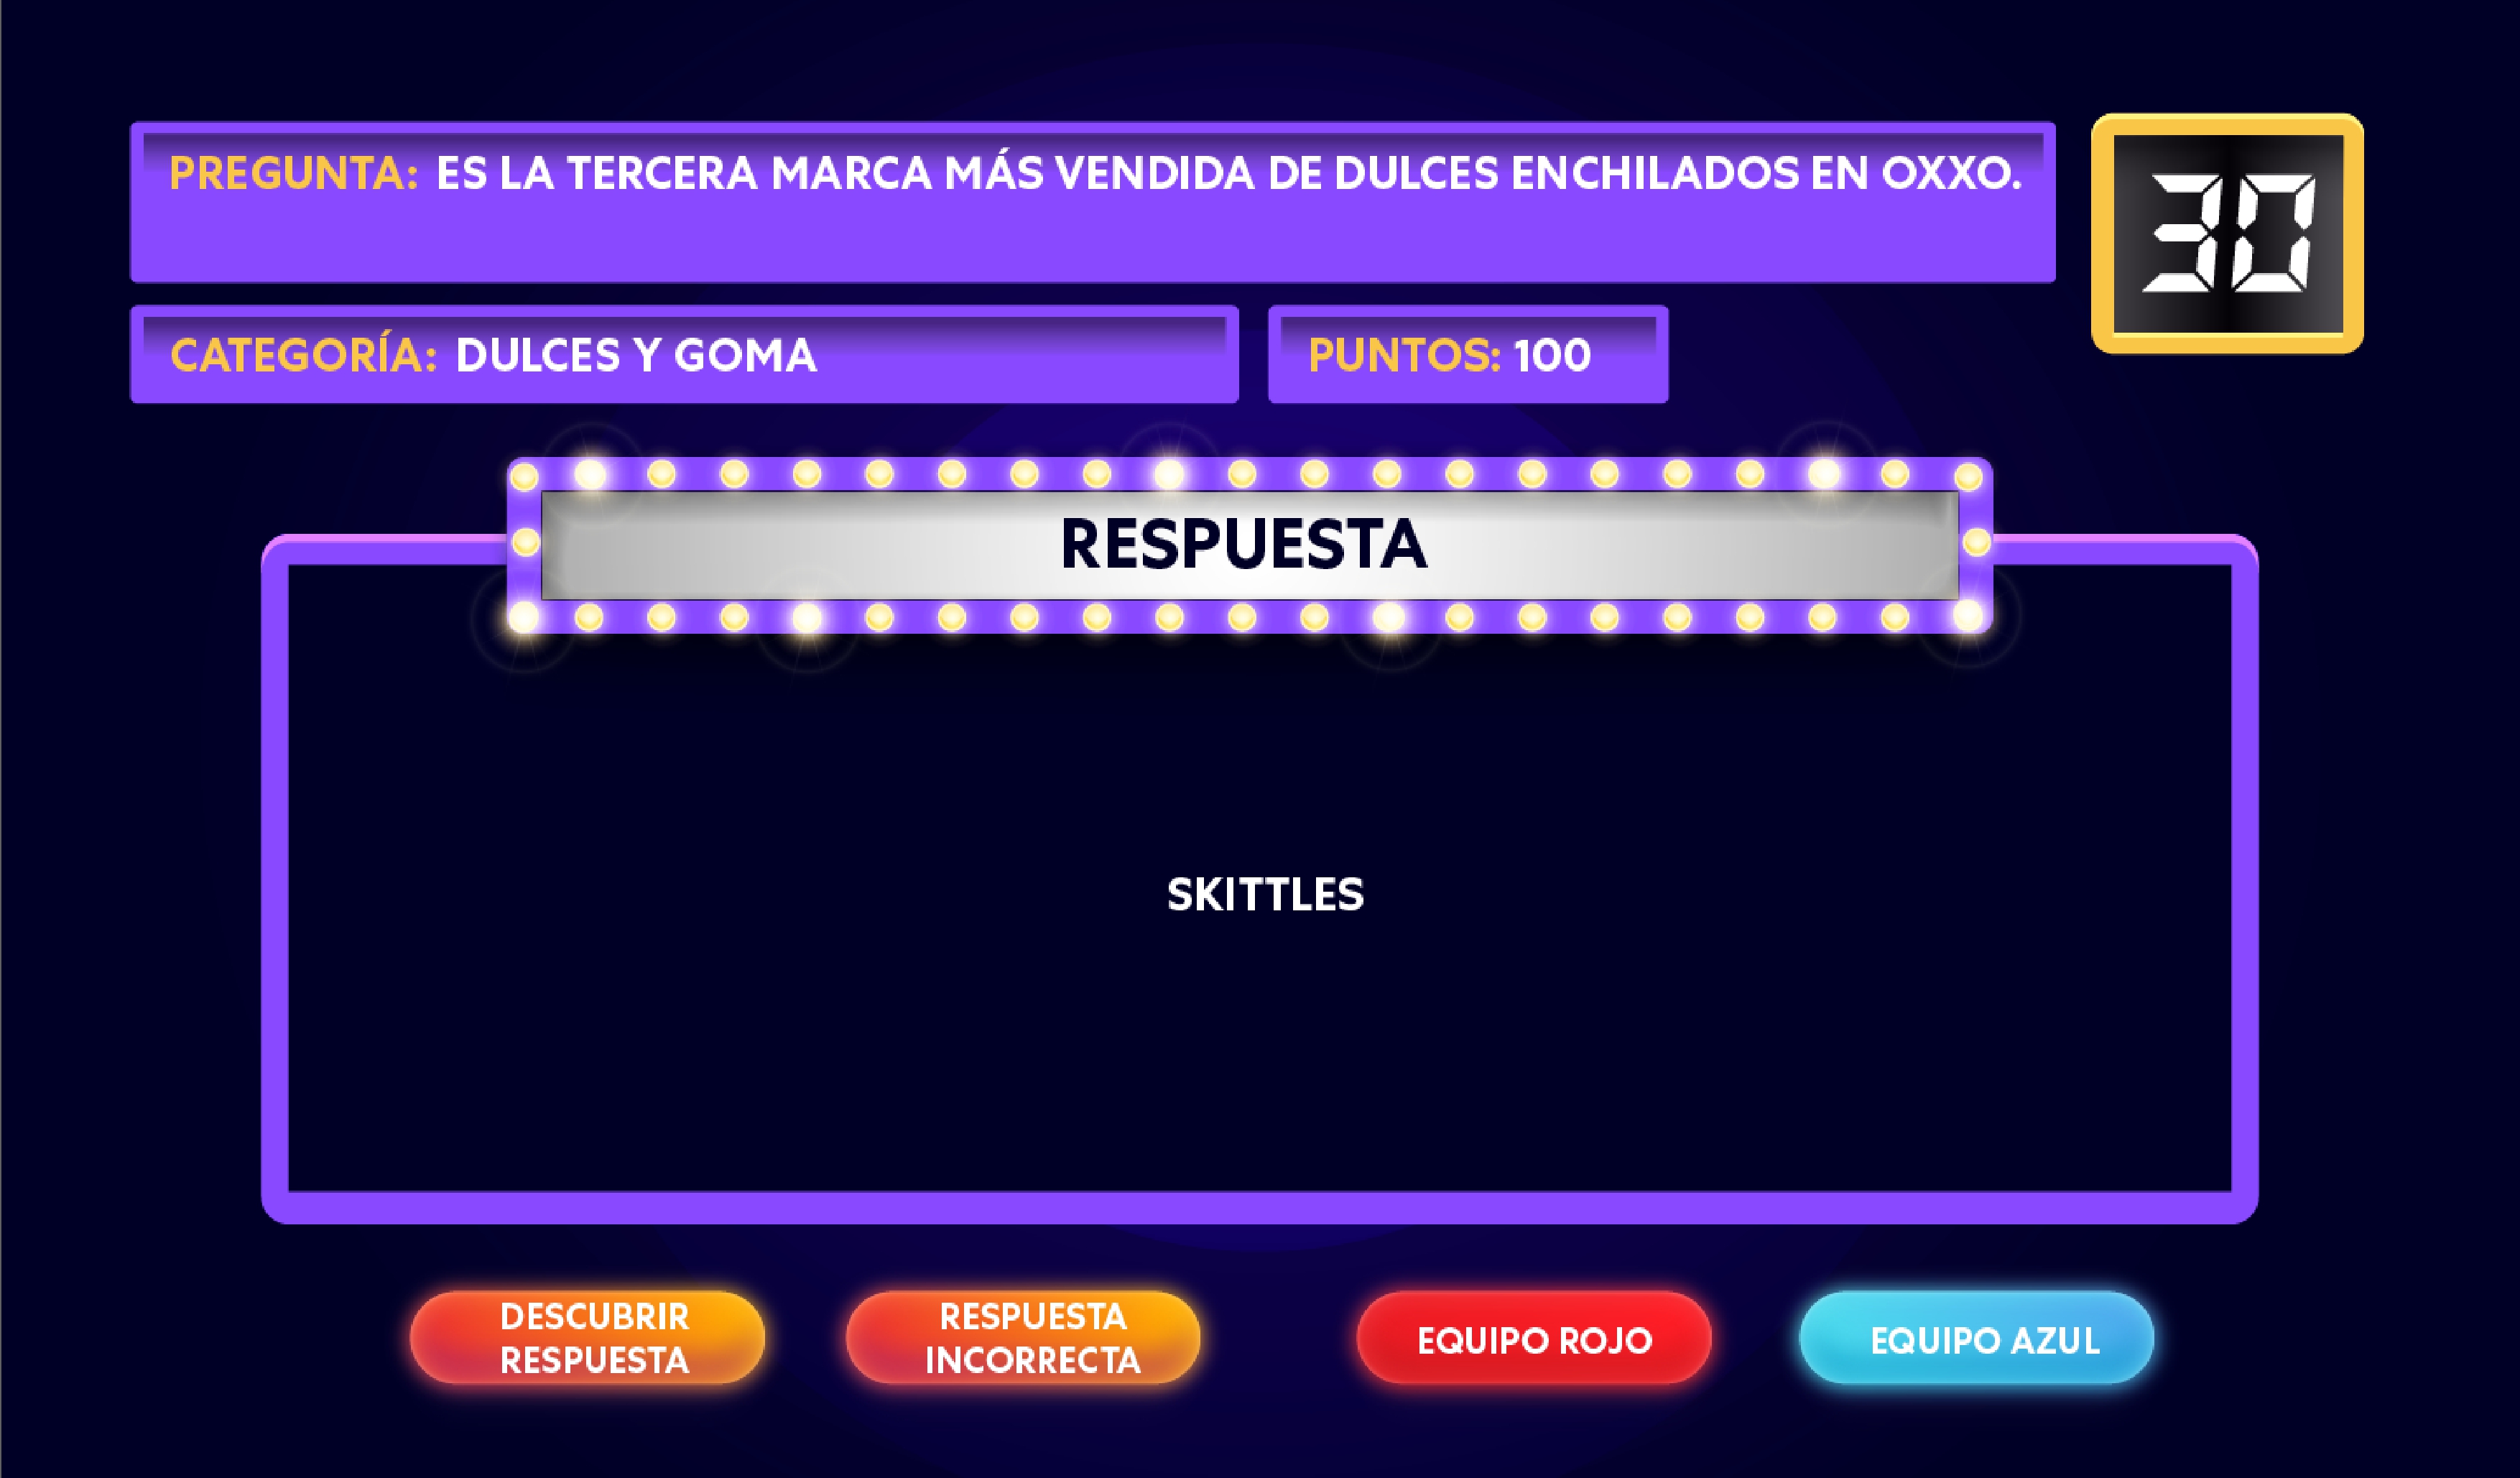 PREGUNTA: ES LA TERCERA MARCA MÁS VENDIDA DE DULCES ENCHILADOS EN OXXO.
30
CATEGORÍA: DULCES Y GOMA
PUNTOS: 100
RESPUESTA
SKITTLES
DESCUBRIR
RESPUESTA
RESPUESTA
INCORRECTA
EQUIPO ROJO
EQUIPO AZUL